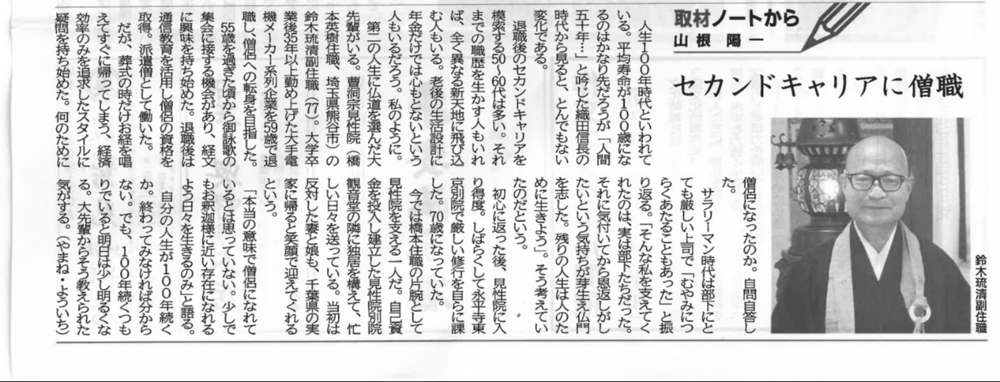 取材ノートから
山根 陽一
セカンドキャリアに僧職
鈴木琉清副住職
人生100年時代といわれて
いる。平均寿命が100歳にな
るのはかなり先だろうが「人間
五十年…」と吟じた織田信長の
時代から見ると、とんでもない
変化である。
退職後のセカンドキャリアを
模索する50～60代は多い。それ
までの職歴を生かす人もいれ
ば、全く異なる新天地に飛び込
む人もいる。老後の生活設計に
年金だけでは心もとないという
人もいるだろう。私のように。
第二の人生に仏道を選んだ大
先輩がいる。曹洞宗見性院（橋
本英樹住職、埼玉県熊谷市）の
鈴木琉清副住職（77）。大学卒
業後35年以上勤め上げた大手電
機メーカー系列企業を59歳で退
職し、僧侶への転身を目指した。
55歳を過ぎた頃から御詠歌の
集会に接する機会があり、経文
に興味を持ち始めた。退職後は
通信教育を活用し僧侶の資格を
取得。派遣僧として働いた。
だが、葬式の時だけお経を唱
えてすぐに帰ってしまう、経済
効率のみを追求したスタイルに
疑問を持ち始めた。何のために
僧侶になったのか。自問自答し
た。
サラリーマン時代は部下にと
ても厳しい上司で「むやみにつ
らくあたることもあった」と振
り返る。「そんな私を支えてく
れたのは、実は部下たちだった。
それに気付いてから恩返しがし
たいという気持ちが芽生え仏門
を志した。残りの人生は人のた
めに生きよう」。そう考えてい
たのだという。
初心に返った後、見性院に入
り得度。しばらくして永平寺東
京別院で厳しい修行を自らに課
した。70歳になっていた。
今では橋本住職の片腕として
見性院を支える一人だ。自己資
金を投入し建立した見性院別院
観音堂の隣に独居を構えて、忙
しい日々を送っている。当初は
反対した妻と娘も、千葉県の実
家に帰ると笑顔で迎えてくれる
という。
「本当の意味で僧侶になれて
いるとは思っていない。少しで
もお釈迦様に近い存在になれる
よう日々を生きるのみ」と語る。
自分の人生が100年続く
か。終わってみなければ分から
ない。でも、100年続くつも
りでいると明日は少し明るくな
る。大先輩からそう教えられた
気がする。（やまね・よういち）